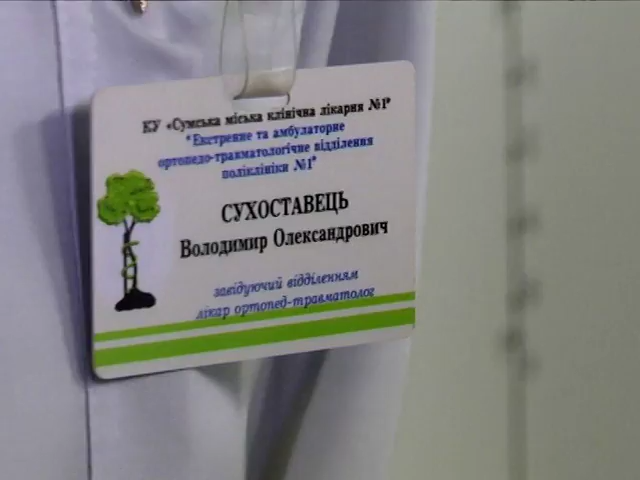 КУ «Сумська міська клінічна лікарня №1"
"Екстренне та амбулаторне
ортопедо-травматологічне відділення
поліклініки №1"
СУХОСТАВЕЦЬ
Володимир Олександрович
завідуючий відділенням
лікар ортопед-травматолог